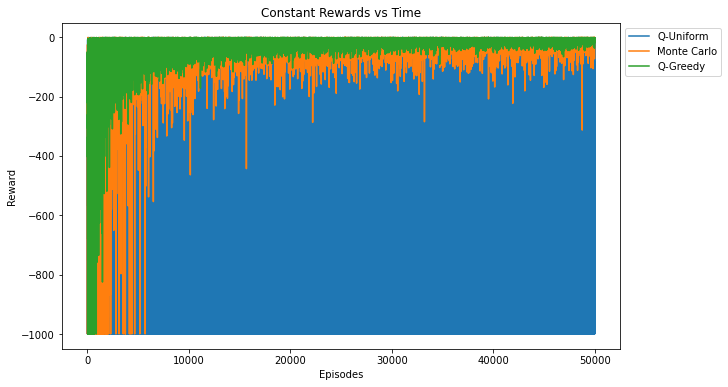 Constant Rewards vs Time
Q-Uniform
Monte Carlo
Q-Greedy
0
−200
−400
−600
−800
−1000
Reward
0
10000
20000
30000
40000
50000
Episodes